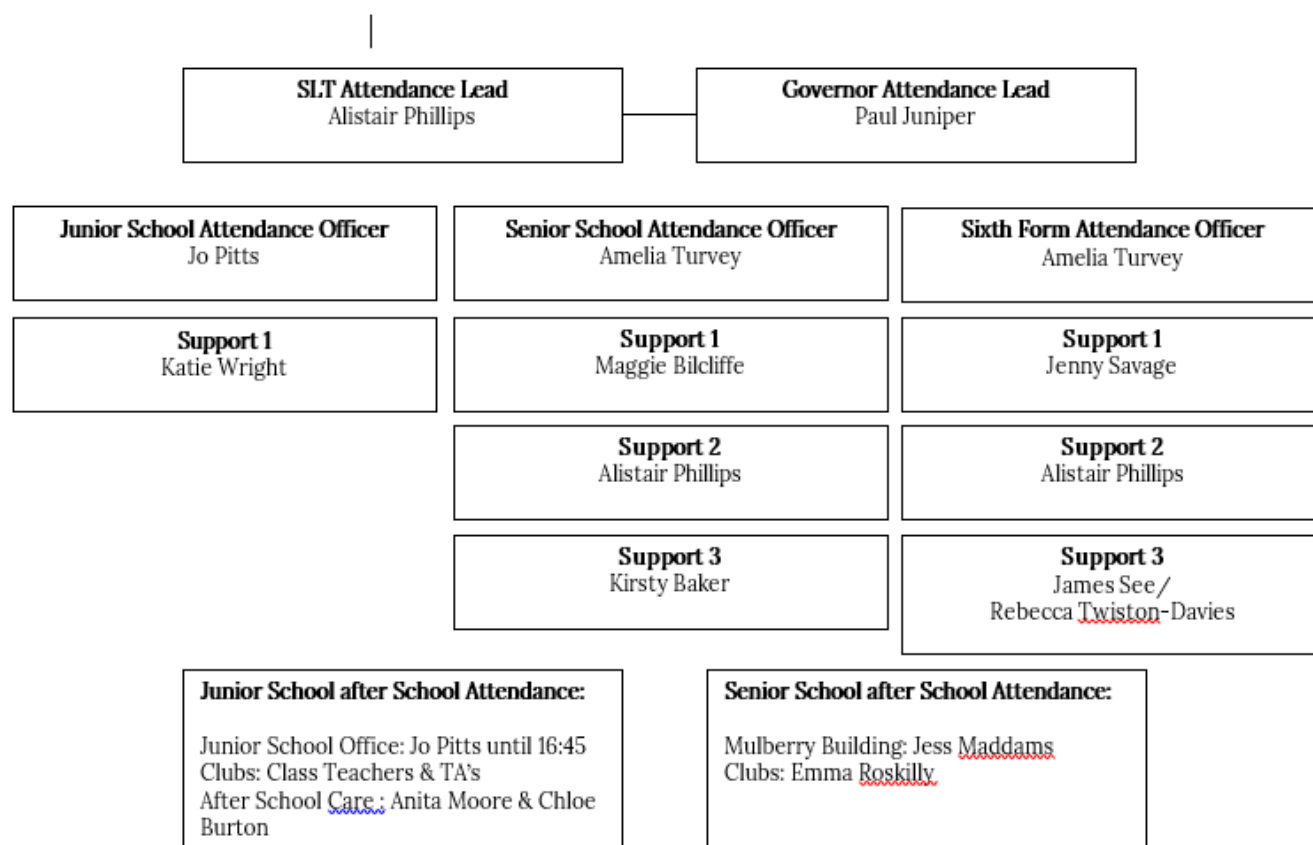 SLT Attendance Lead
Alistair Phillips
Governor Attendance Lead
Paul Juniper
Junior School Attendance Officer
Jo Pitts
Senior School Attendance Officer
Amelia Turvey
Sixth Form Attendance Officer
Amelia Turvey
Support 1
Katie Wright
Support 1
Maggie Bilcliffe
Support 1
Jenny Savage
Support 2
Alistair Phillips
Support 2
Alistair Phillips
Support 3
Kirsty Baker
Support 3
James See/
Rebecca Twiston-Davies
Junior School after School Attendance:
Junior School Office: Jo Pitts until 16:45
Clubs: Class Teachers & TA’s
After School Care : Anita Moore & Chloe
Burton
Senior School after School Attendance:
Mulberry Building: Jess Maddams
Clubs: Emma Roskilly